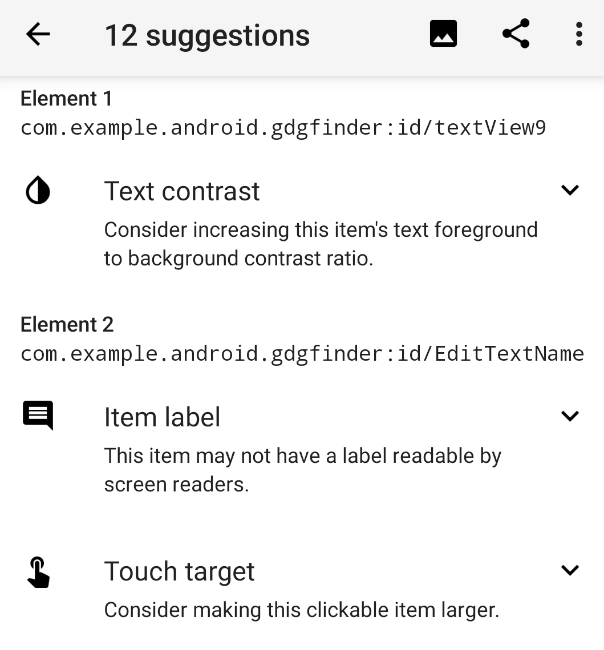 12 suggestions
Element 1
com.example.android.gdgfinder:id/textView9
Text contrast
Consider increasing this item's text foreground
to background contrast ratio.
Element 2
com.example.android.gdgfinder:id/EditTextName
Item label
This item may not have a label readable by
screen readers.
Touch target
Consider making this clickable item larger.